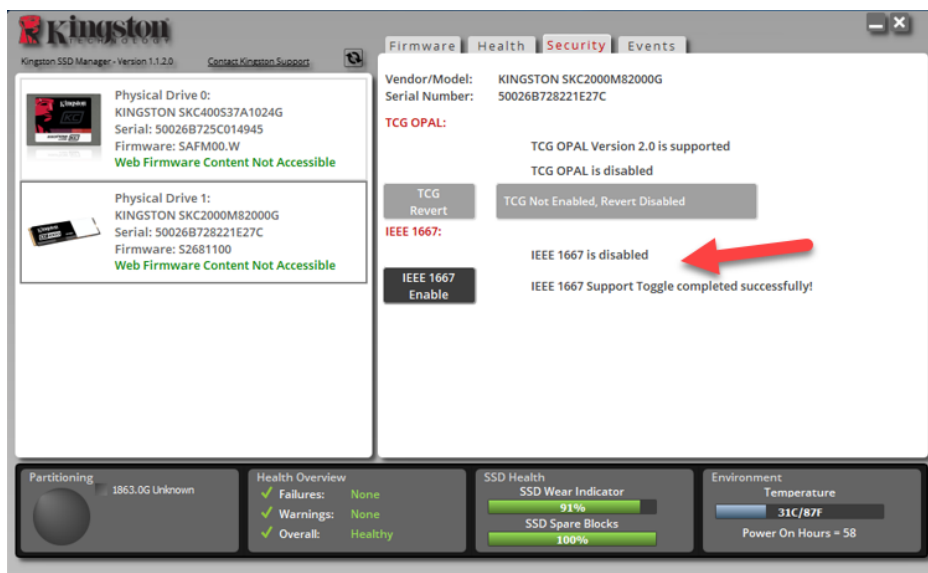 Kingston
TECHNOLOGY
Kingston SSD Manager - Version 1.1.2.0 Contact Kingston Support
Firmware Health Security Events
Physical Drive 0:
KINGSTON SKC400S37A1024G
Serial: 50026B725C014945
Firmware: SAFM00.W
Web Firmware Content Not Accessible
Physical Drive 1:
KINGSTON SKC2000M82000G
Serial: 50026B728221E27C
Firmware: S2681100
Web Firmware Content Not Accessible
Vendor/Model: KINGSTON SKC2000M82000G
Serial Number: 50026B728221E27C
TCG OPAL:
TCG OPAL Version 2.0 is supported
TCG OPAL is disabled
TCG
Revert
TCG Not Enabled, Revert Disabled
IEEE 1667:
IEEE 1667 is disabled
IEEE 1667
Enable
IEEE 1667 Support Toggle completed successfully!
Partitioning
1863.0G Unknown
Health Overview
Failures: None
Warnings: None
Overall: Healthy
SSD Health
SSD Wear Indicator
91%
SSD Spare Blocks
100%
Environment
Temperature
31C/87F
Power On Hours = 58